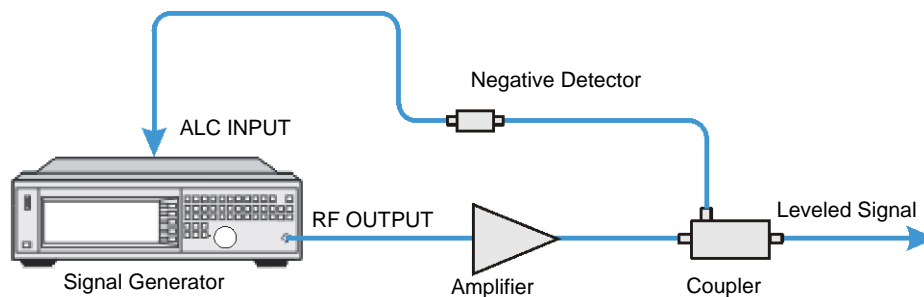 Negative Detector
ALC INPUT
RF OUTPUT
Leveled Signal
Signal Generator
Amplifier
Coupler